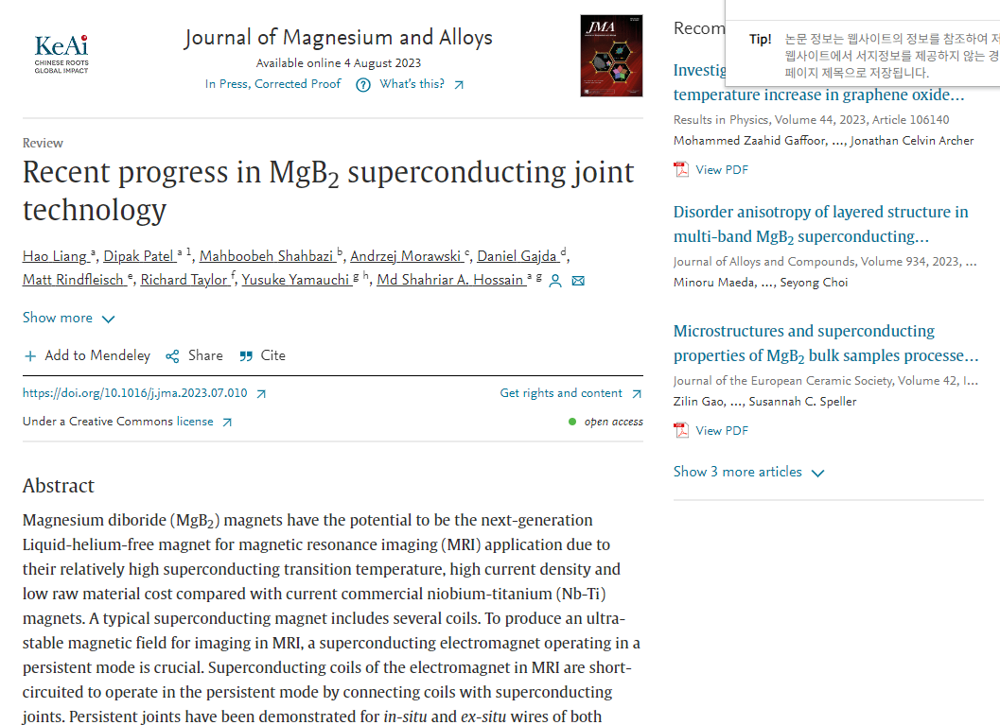 KeAi
CHINESE ROOTS
GLOBAL IMPACT
Journal of Magnesium and Alloys
Available online 4 August 2023
In Press, Corrected Proof ? What's this?
JMA
Review
Recent progress in MgB2 superconducting joint
technology
Hao Liang a, Dipak Patel a 1, Mahboobeh Shahbazi b, Andrzej Morawski c, Daniel Gajda d,
Matt Rindfleisch e, Richard Taylor f, Yusuke Yamauchi g h, Md Shahriar A. Hossain a g
Show more
+ Add to Mendeley Share Cite
https://doi.org/10.1016/j.jma.2023.07.010 Get rights and content
Under a Creative Commons license open access
Abstract
Magnesium diboride (MgB2) magnets have the potential to be the next-generation
Liquid-helium-free magnet for magnetic resonance imaging (MRI) application due to
their relatively high superconducting transition temperature, high current density and
low raw material cost compared with current commercial niobium-titanium (Nb-Ti)
magnets. A typical superconducting magnet includes several coils. To produce an ultra-
stable magnetic field for imaging in MRI, a superconducting electromagnet operating in a
persistent mode is crucial. Superconducting coils of the electromagnet in MRI are short-
circuited to operate in the persistent mode by connecting coils with superconducting
joints. Persistent joints have been demonstrated for in-situ and ex-situ wires of both
Recom
Tip! 논문 정보는 웹사이트의 정보를 참조하여 저
웹사이트에서 서지정보를 제공하지 않는 경
페이지 제목으로 저장됩니다.
Investig
temperature increase in graphene oxide…
Results in Physics, Volume 44, 2023, Article 106140
Mohammed Zaahid Gaffoor, …, Jonathan Celvin Archer
View PDF
Disorder anisotropy of layered structure in
multi-band MgB2 superconducting…
Journal of Alloys and Compounds, Volume 934, 2023, …
Minoru Maeda, …, Seyong Choi
Microstructures and superconducting
properties of MgB2 bulk samples processe…
Journal of the European Ceramic Society, Volume 42, I…
Zilin Gao, …, Susannah C. Speller
View PDF
Show 3 more articles